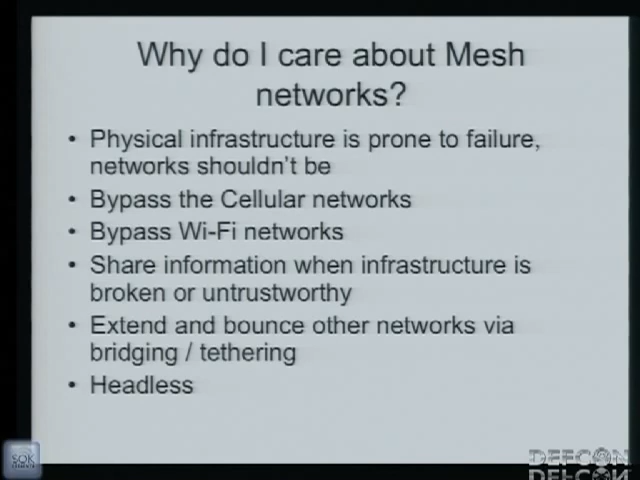 Why do I care about Mesh
networks?
• Physical infrastructure is prone to failure,
networks shouldn't be
• Bypass the Cellular networks
• Bypass Wi-Fi networks
• Share information when infrastructure is
broken or untrustworthy
• Extend and bounce other networks via
bridging / tethering
• Headless
SOK
DEFCON
DEFCON